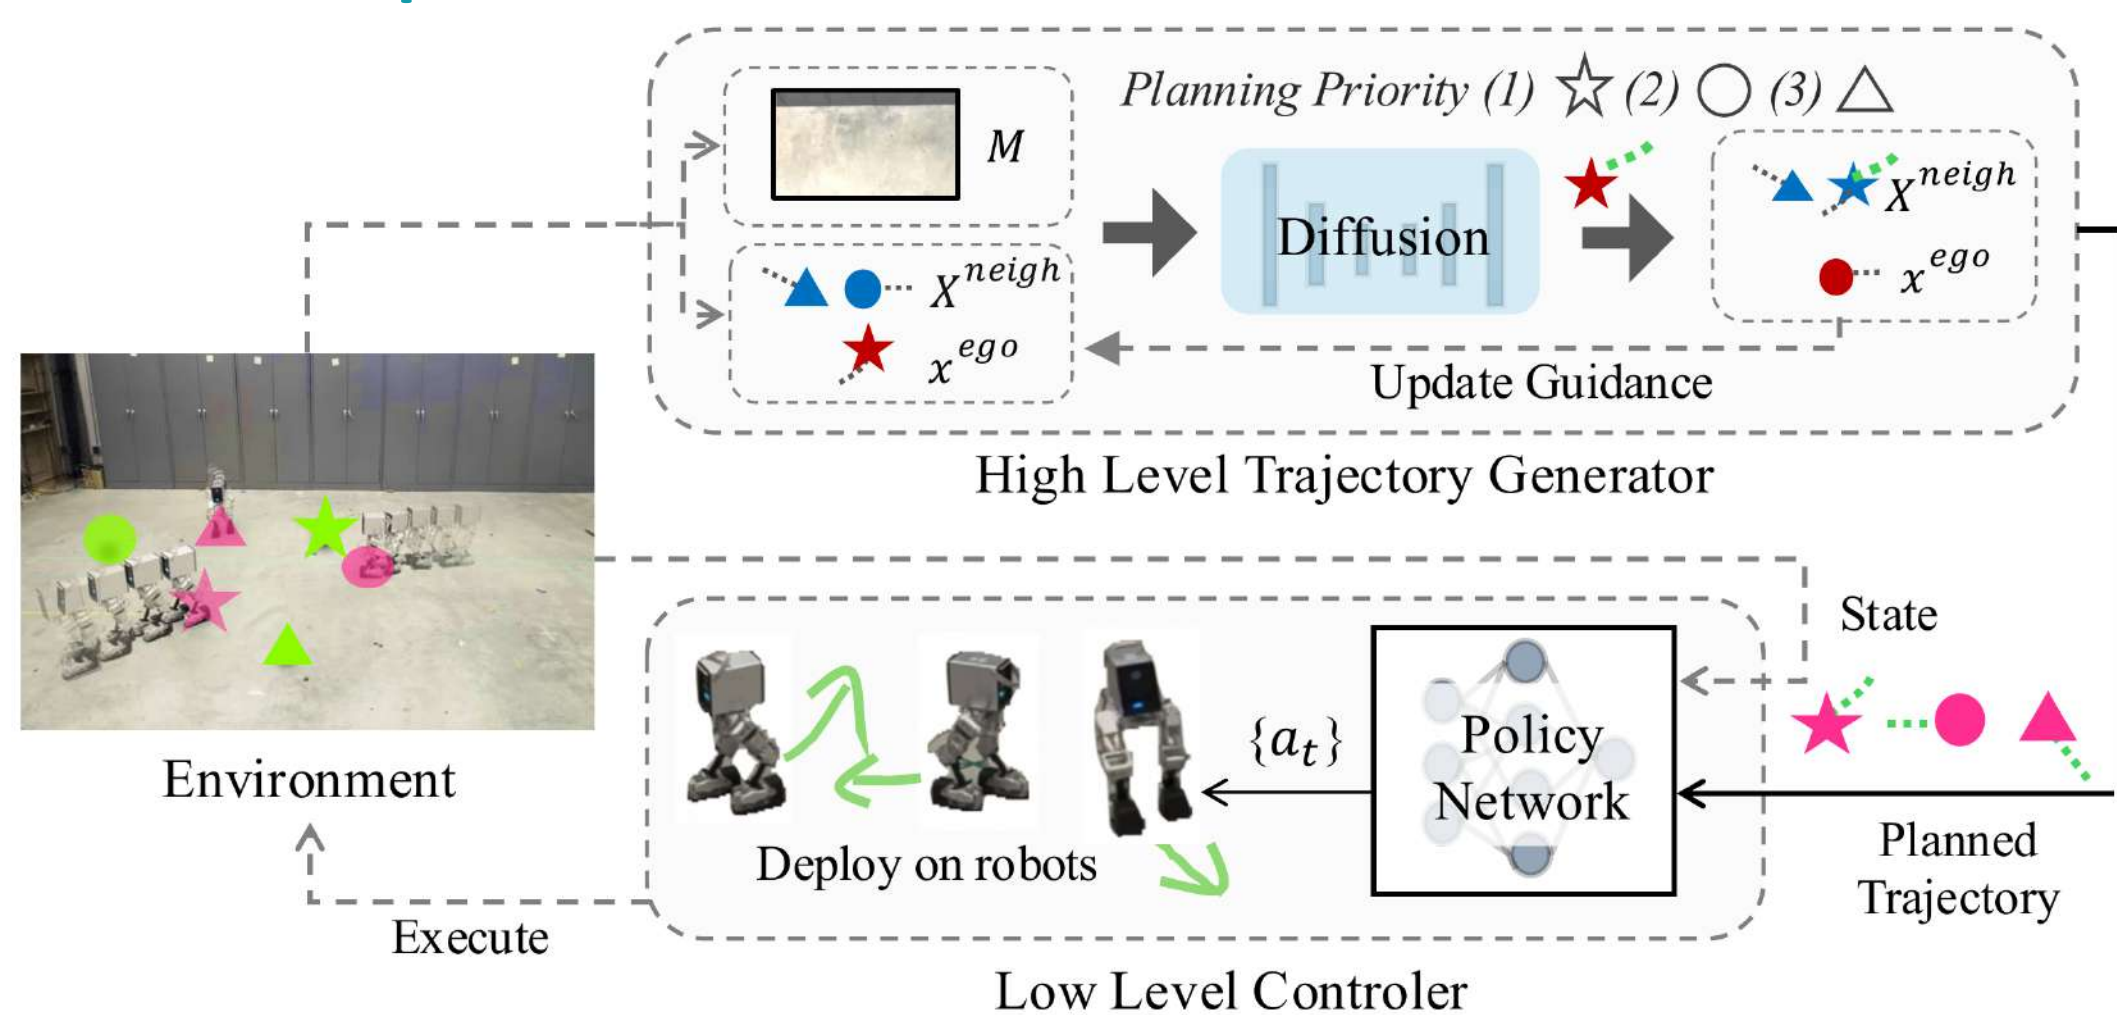 Planning Priority (1) ☆ (2) ○ (3) △
M
X^{neigh}
x^{ego}
Diffusion
X^{neigh}
x^{ego}
Update Guidance
High Level Trajectory Generator
Environment
Execute
Deploy on robots
{a_t}
Policy
Network
State
Planned
Trajectory
Low Level Controler